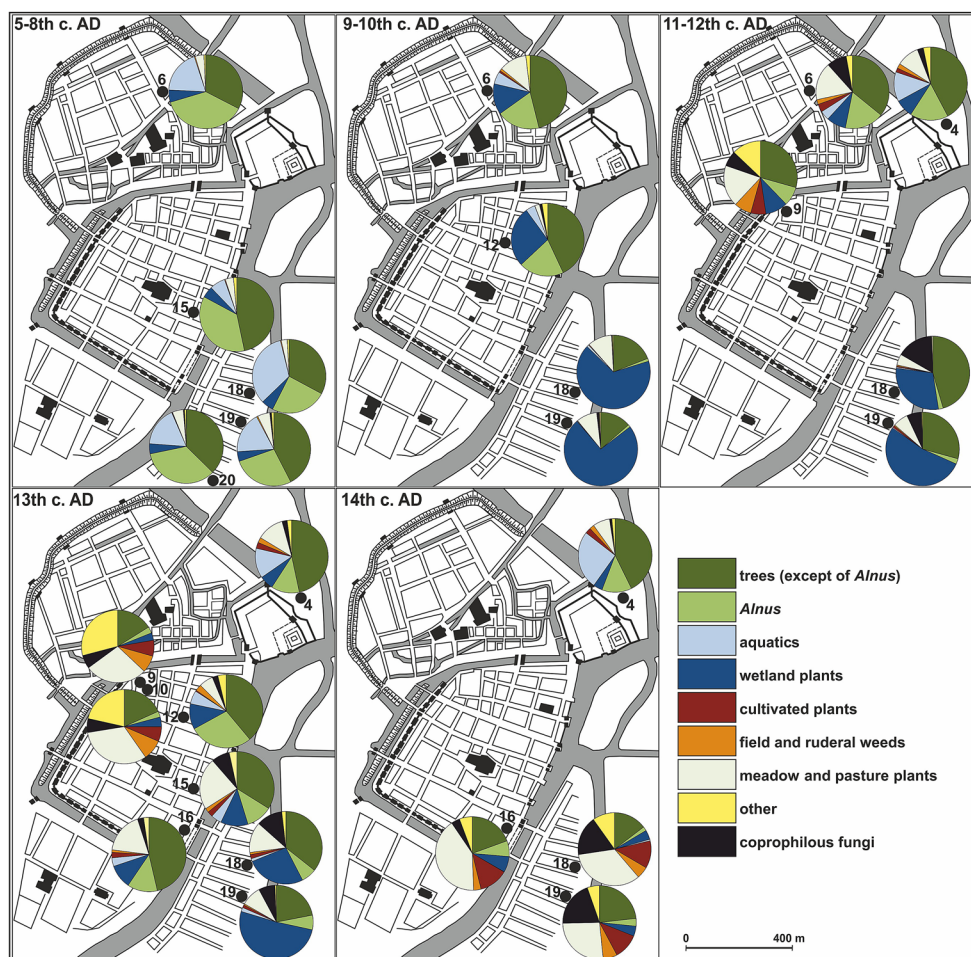 5-8th c. AD
6
15
18
19
20
9-10th c. AD
6
12
18
19
11-12th c. AD
6
4
9
18
19
13th c. AD
4
9
10
12
15
16
18
19
14th c. AD
4
16
18
19
trees (except of Alnus)
Alnus
aquatics
wetland plants
cultivated plants
field and ruderal weeds
meadow and pasture plants
other
coprophilous fungi
0 400 m